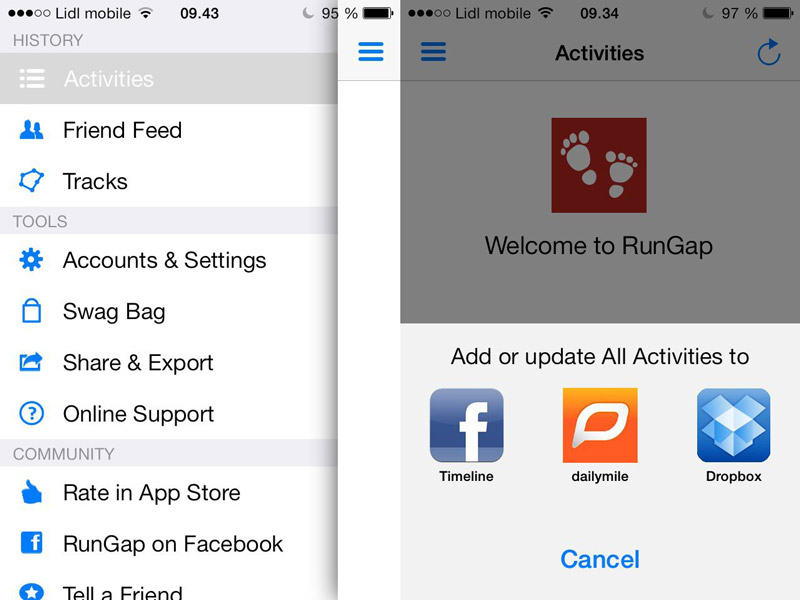 Lidl mobile 09.43 95 %
HISTORY
Activities
Friend Feed
Tracks
TOOLS
Accounts & Settings
Swag Bag
Share & Export
Online Support
COMMUNITY
Rate in App Store
RunGap on Facebook
Tell a Friend
Lidl mobile 09.34 97 %
Activities
Welcome to RunGap
Add or update All Activities to
Timeline dailymile Dropbox
Cancel